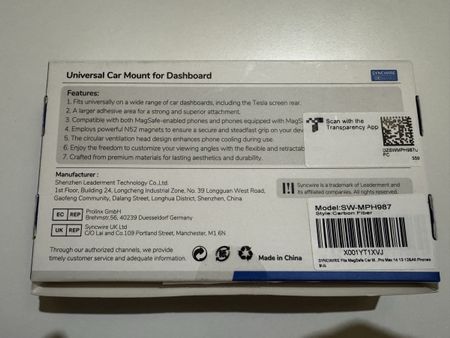 Universal Car Mount for Dashboard
SYNCWIRE
Features:
1. Fits universally on a wide range of car dashboards, including the Tesla screen rear.
2. A larger adhesive area for a strong and superior attachment.
3. Compatible with both MagSafe-enabled phones and phones equipped with MagS
4. Employs powerful N52 magnets to ensure a secure and steadfast grip on your devi
5. The circular ventilation head design enhances phone cooling during use.
6. Enjoy the freedom to customize your viewing angles with the flexible and retractab
7. Crafted from premium materials for lasting aesthetics and durability.
Scan with the
Transparency App
Manufacturer :
Shenzhen Leaderment Technology Co.,Ltd.
1st Floor, Building 24, Longcheng Industrial Zone, No. 39 Longguan West Road,
Gaofeng Community, Dalang Street, Longhua District, Shenzhen, China
Syncwire is a trademark of Leaderment and
its affiliated companies. All rights reserved.
EC REP
Prolinx GmbH
Brehmstr.56, 40239 Duesseldorf Germany
UK REP
Syncwire UK Ltd
C/O Lai and Co.109 Portland Street, Manchester, M1 6N
Through our authorized channels, we provide
timely customer service and adequate inventory.
Made in China
Model:SW-MPH987
Style:Carbon Fiber
X001YT1XVJ